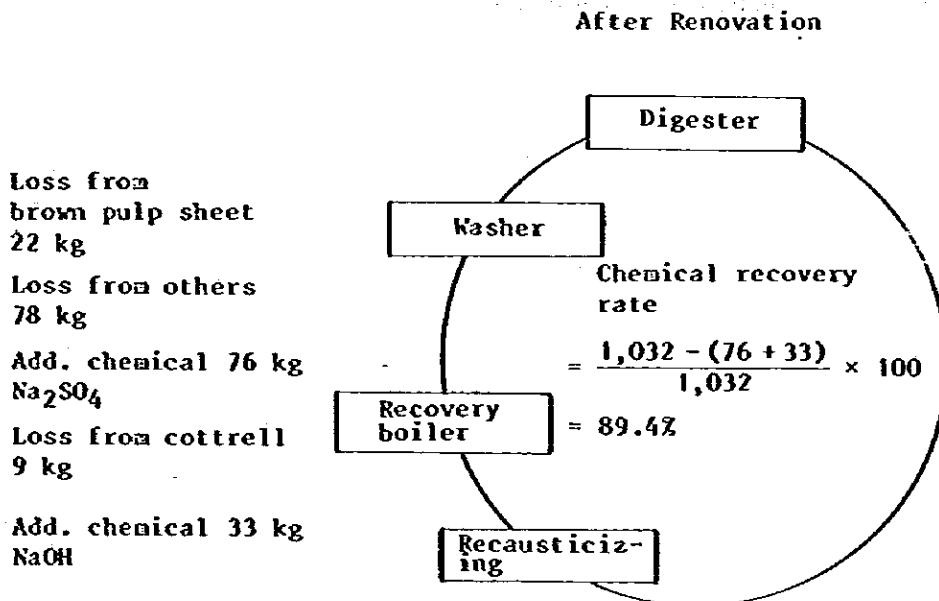 After Renovation
Digester
Loss from
brown pulp sheet
22 kg
Washer
Loss from others
78 kg
Chemical recovery
rate
Add. chemical 76 kg
Na2SO4
= 1,032 - (76 + 33) / 1,032 × 100
= 89.4%
Recovery
boiler
Loss from cottrell
9 kg
Add. chemical 33 kg
NaOH
Recausticiz-
ing